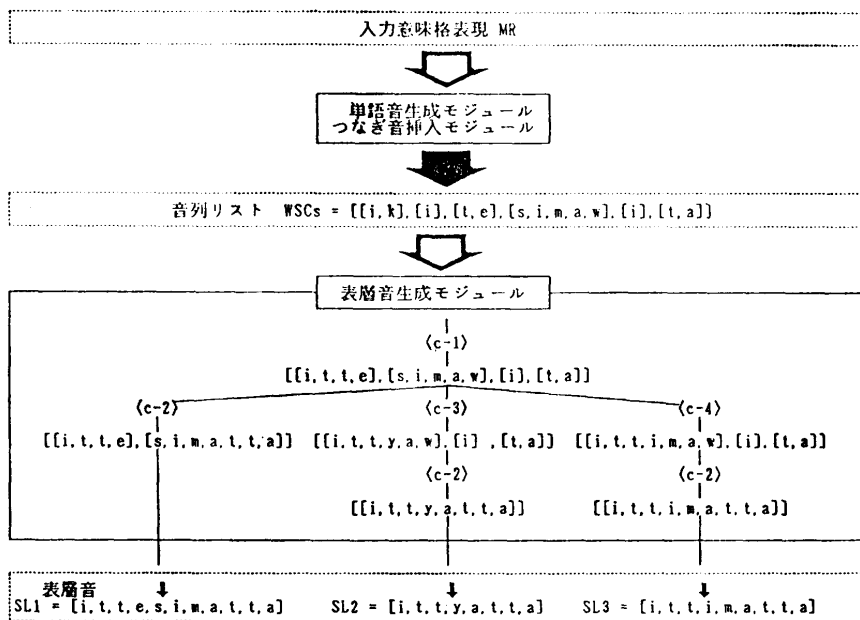 入力意味格表現 MR
単語音生成モジュール
つなぎ音挿入モジュール
音列リスト WSCs = [[i,k],[i],[t,e],[s,i,m,a,w],[i],[t,a]]
表層音生成モジュール
〈c-1〉
[[i,t,t,e],[s,i,m,a,w],[i],[t,a]]
〈c-2〉 〈c-3〉 〈c-4〉
[[i,t,t,e],[s,i,m,a,t,t,a]] [[i,t,t,y,a,w],[i],[t,a]] [[i,t,t,i,m,a,w],[i],[t,a]]
〈c-2〉 〈c-2〉
[[i,t,t,y,a,t,t,a]] [[i,t,t,i,m,a,t,t,a]]
表層音
SL1 = [i,t,t,e,s,i,m,a,t,t,a] SL2 = [i,t,t,y,a,t,t,a] SL3 = [i,t,t,i,m,a,t,t,a]